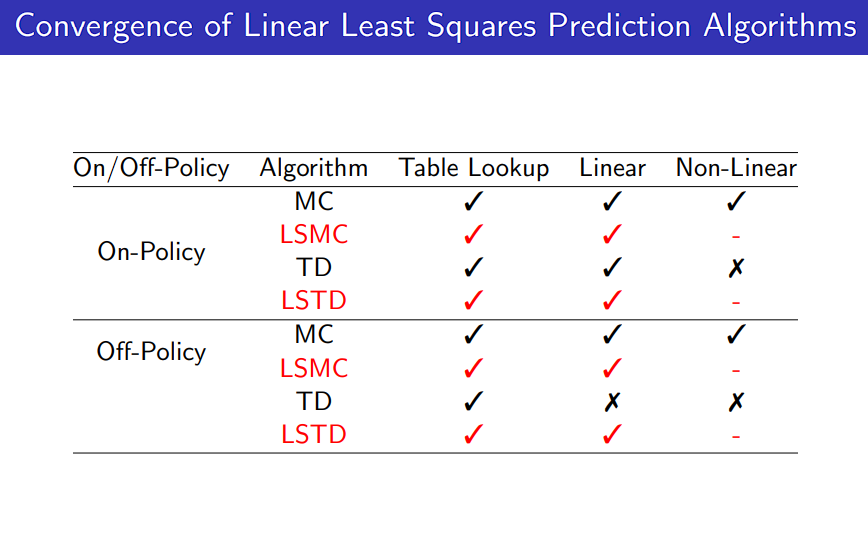 Convergence of Linear Least Squares Prediction Algorithms
On/Off-Policy Algorithm Table Lookup Linear Non-Linear
MC ✓ ✓ ✓
LSMC ✓ ✓ -
On-Policy
TD ✓ ✓ ✗
LSTD ✓ ✓ -
MC ✓ ✓ ✓
Off-Policy
LSMC ✓ ✓ -
TD ✓ ✗ ✗
LSTD ✓ ✓ -